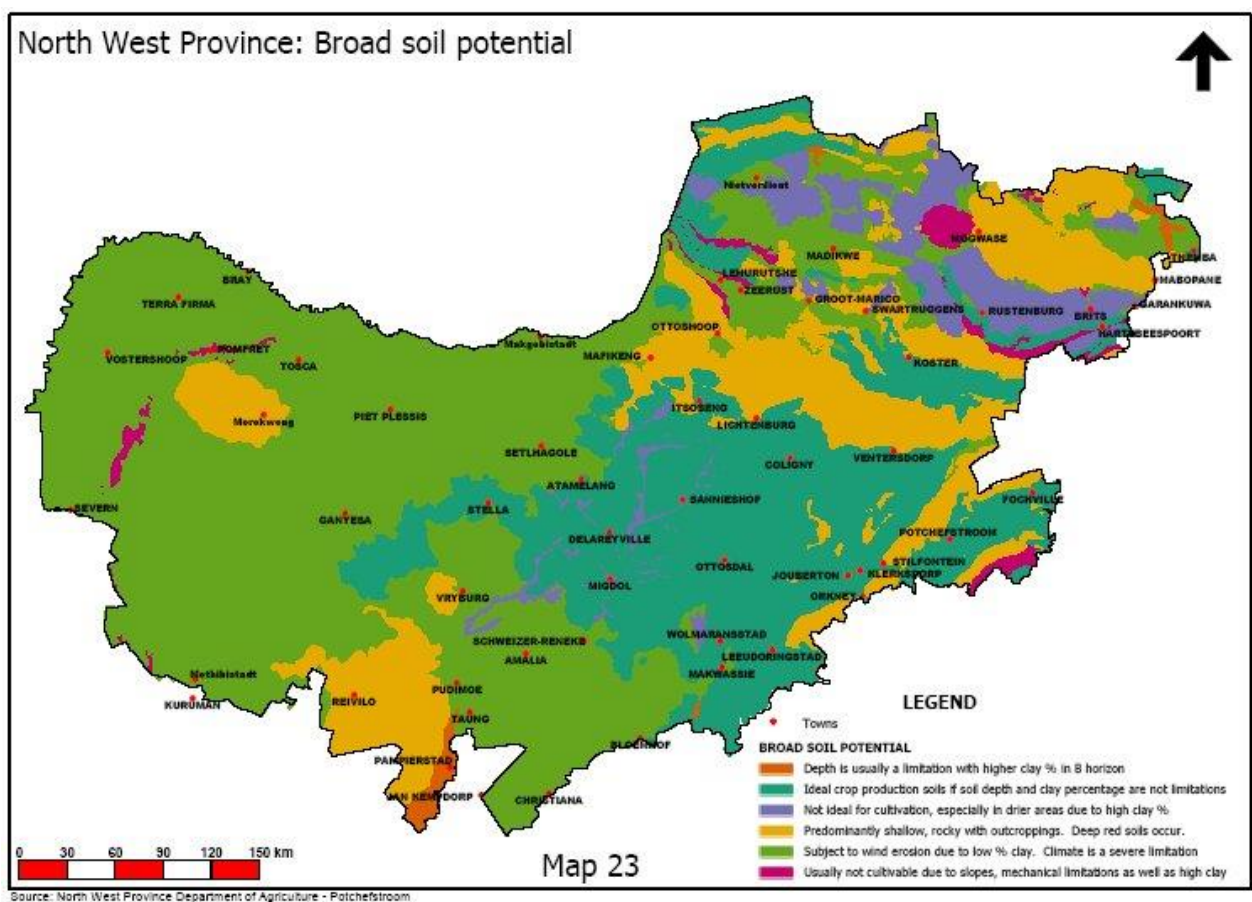 North West Province: Broad soil potential
Nietverdient
MOGWASE
MADIKWE
THEMBA
LEHURUTSHE
MABOPANE
BRAY
ZEERUST
TERRA FIRMA
GROOT-MARICO
GARANKUWA
SWARTRUGGENS
RUSTENBURG
BRITS
OTTOSHOOP
HARTEBEESPOORT
Makgobistadt
POMFRET
VOSTERSHOOP
MAFIKENG
TOSCA
KOSTER
ITSOSENG
Morokweng
PIET PLESSIS
LICHTENBURG
SETLHAGOLE
VENTERSDORP
COLIGNY
ATAMELANG
SEVERN
STELLA
SANNIESHOF
FOCHVILLE
GANYESA
DELAREYVILLE
POTCHEFSTROOM
STILFONTEIN
OTTOSDAL
JOUBERTON
KLERKSDORP
MIGDOL
ORKNEY
VRYBURG
WOLMARANSSTAD
SCHWEIZER-RENEKE
AMALIA
LEEUDORINGSTAD
MAKWASSIE
Mothibistadt
PUDIMOE
KURUMAN
REIVILO
TAUNG
BLOEMHOF
PAMPIERSTAD
JAN KEMPDORP
CHRISTIANA
LEGEND
Towns
BROAD SOIL POTENTIAL
Depth is usually a limitation with higher clay % in B horizon
Ideal crop production soils if soil depth and clay percentage are not limitations
Not ideal for cultivation, especially in drier areas due to high clay %
Predominantly shallow, rocky with outcroppings. Deep red soils occur.
Subject to wind erosion due to low % clay. Climate is a severe limitation
Usually not cultivable due to slopes, mechanical limitations as well as high clay
0 30 60 90 120 150 km
Map 23
Source: North West Province Department of Agriculture - Potchefstroom